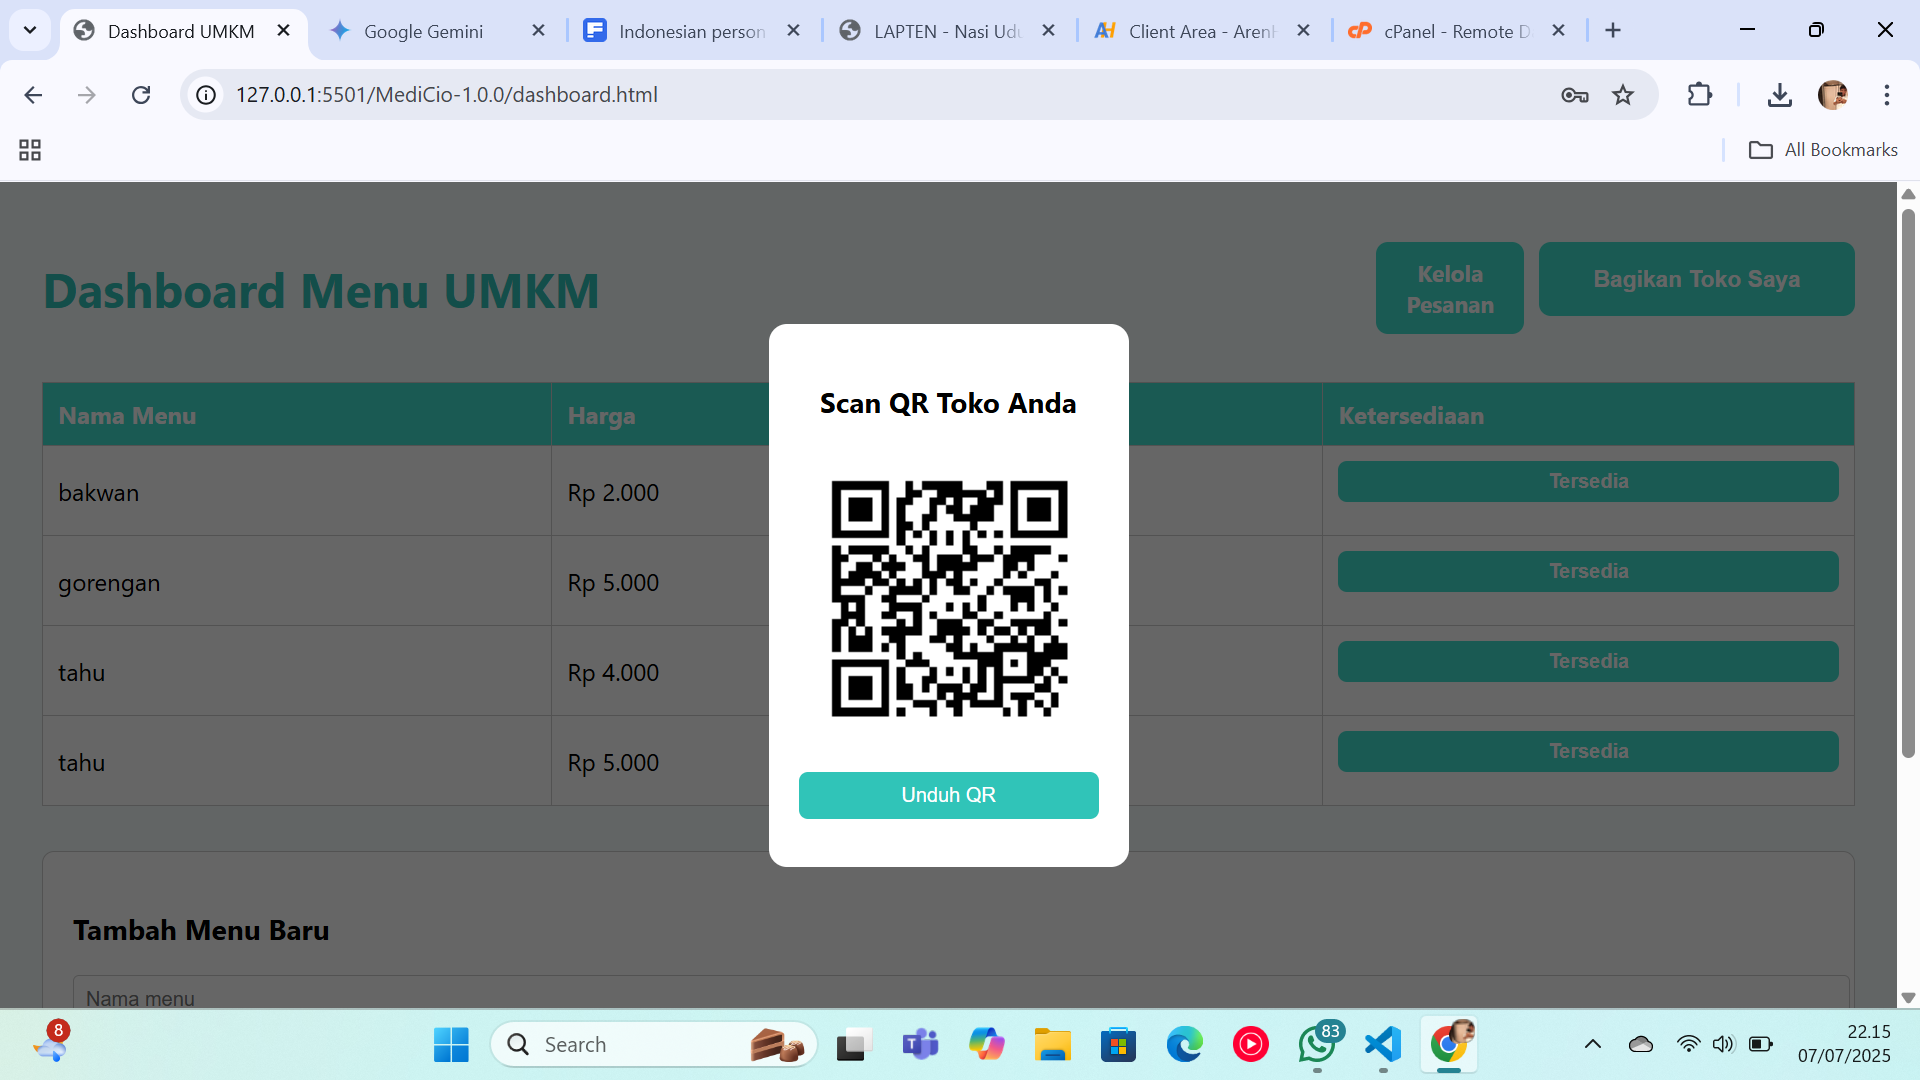 Dashboard UMKM
Google Gemini
Indonesian person
LAPTEN - Nasi Udu
Client Area - ArenH
cPanel - Remote D
127.0.0.1:5501/MediCio-1.0.0/dashboard.html
All Bookmarks
Dashboard Menu UMKM
Kelola
Pesanan
Bagikan Toko Saya
Nama Menu
Harga
Ketersediaan
bakwan
Rp 2.000
Tersedia
gorengan
Rp 5.000
Tersedia
tahu
Rp 4.000
Tersedia
tahu
Rp 5.000
Tersedia
Scan QR Toko Anda
Unduh QR
Tambah Menu Baru
Nama menu
8
Search
83
22.15
07/07/2025